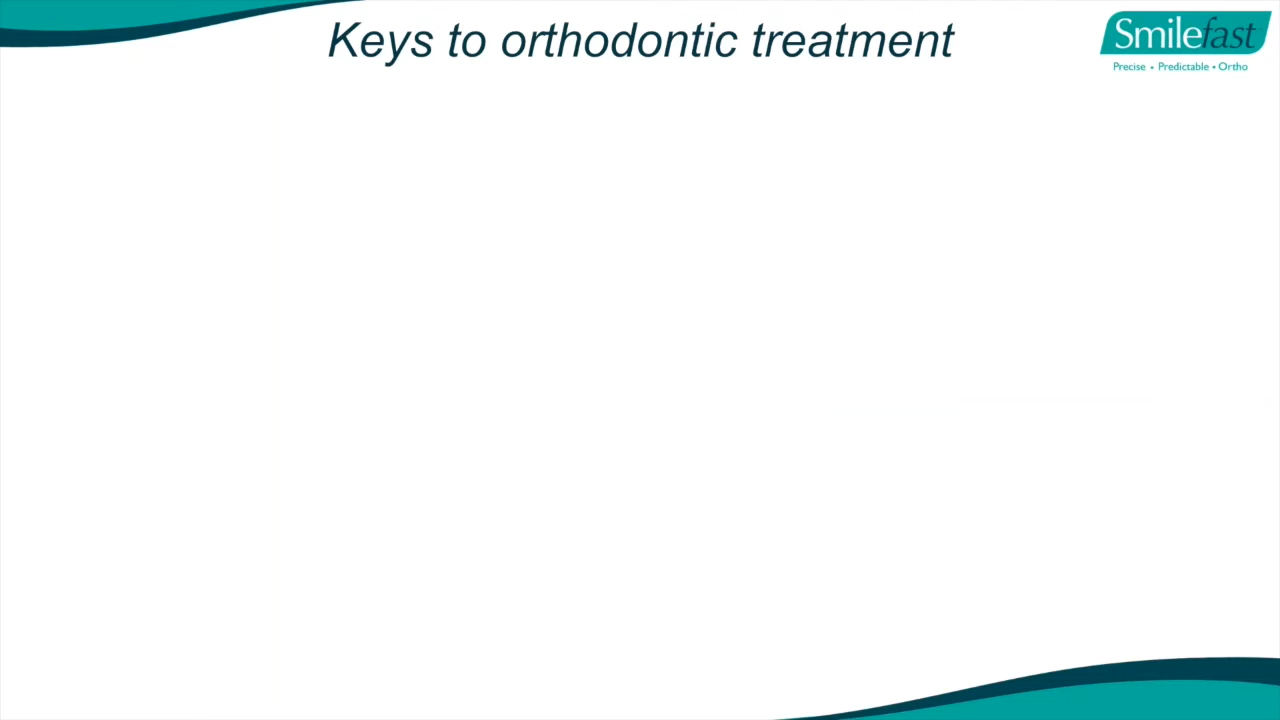 Keys to orthodontic treatment
Smilefast
Precise • Predictable • Ortho